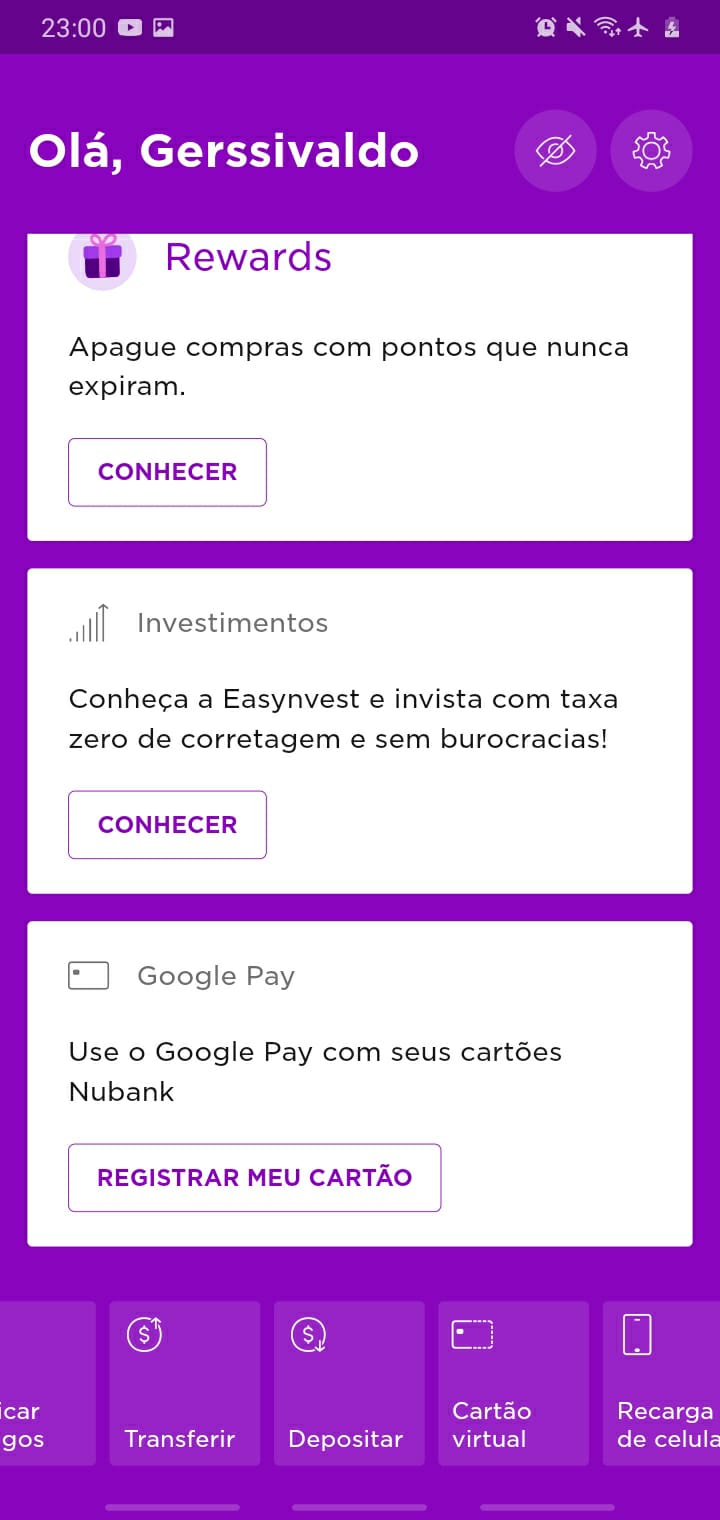 23:00
Olá, Gerssivaldo
Rewards
Apague compras com pontos que nunca
expiram.
CONHECER
Investimentos
Conheça a Easynvest e invista com taxa
zero de corretagem e sem burocracias!
CONHECER
Google Pay
Use o Google Pay com seus cartões
Nubank
REGISTRAR MEU CARTÃO
icar
gos
Transferir
Depositar
Cartão
virtual
Recarga
de celula